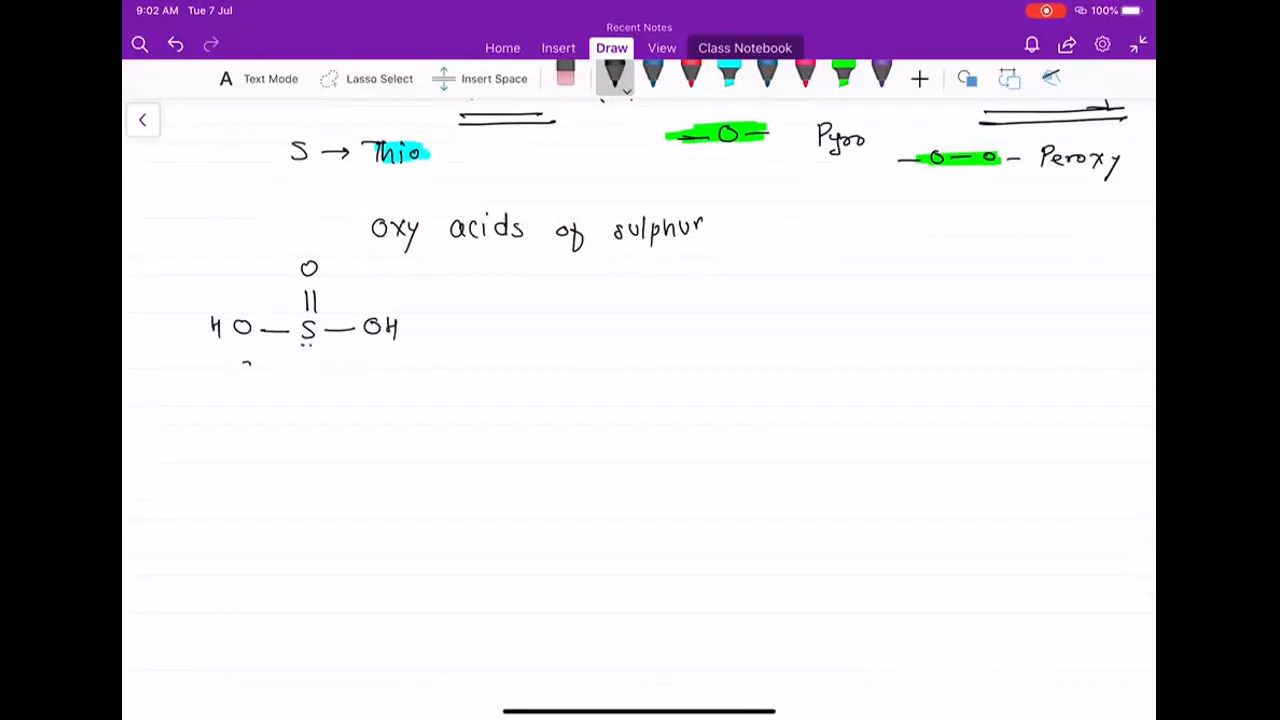 9:02 AM Tue 7 Jul
100%
Recent Notes
Home Insert Draw View Class Notebook
A Text Mode Lasso Select Insert Space
— O — Pyro
S → Thio
— O — O — Peroxy
Oxy acids of sulphur
O
||
HO — S — OH